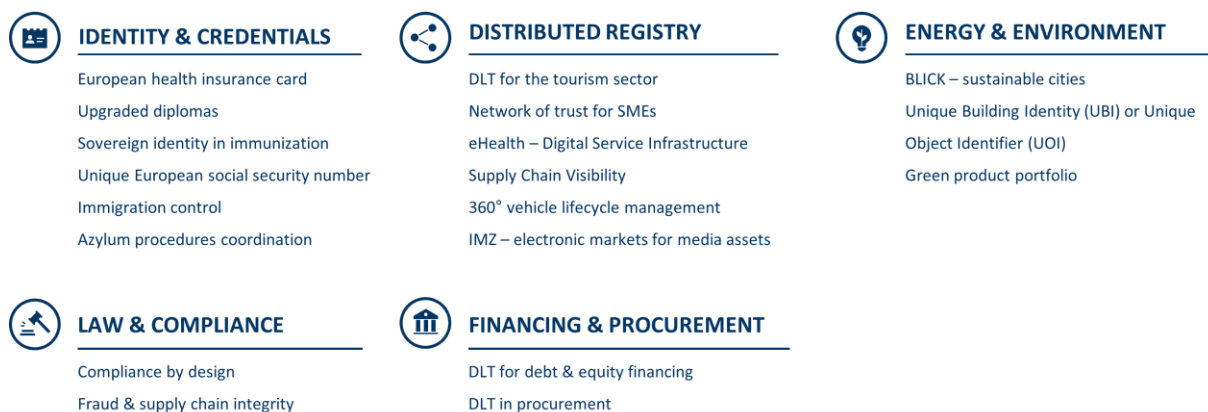 IDENTITY & CREDENTIALS
European health insurance card
Upgraded diplomas
Sovereign identity in immunization
Unique European social security number
Immigration control
Azylum procedures coordination
DISTRIBUTED REGISTRY
DLT for the tourism sector
Network of trust for SMEs
eHealth – Digital Service Infrastructure
Supply Chain Visibility
360° vehicle lifecycle management
IMZ – electronic markets for media assets
ENERGY & ENVIRONMENT
BLICK – sustainable cities
Unique Building Identity (UBI) or Unique
Object Identifier (UOI)
Green product portfolio
LAW & COMPLIANCE
Compliance by design
Fraud & supply chain integrity
FINANCING & PROCUREMENT
DLT for debt & equity financing
DLT in procurement